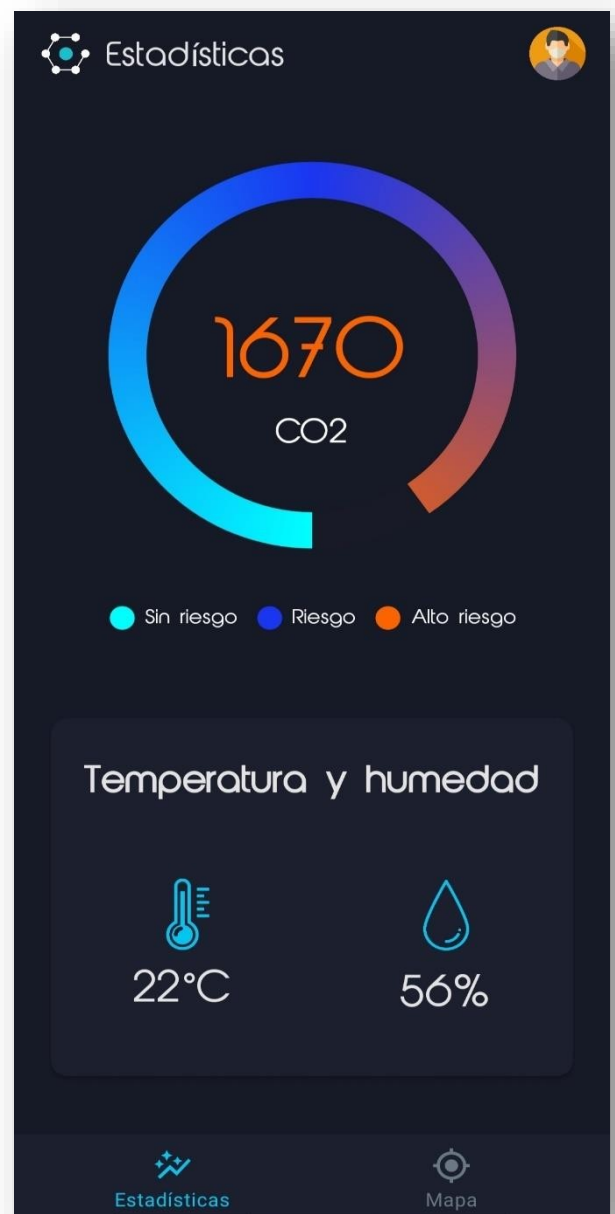 Estadísticas
1670
CO2
Sin riesgo Riesgo Alto riesgo
Temperatura y humedad
22°C 56%
Estadísticas Mapa